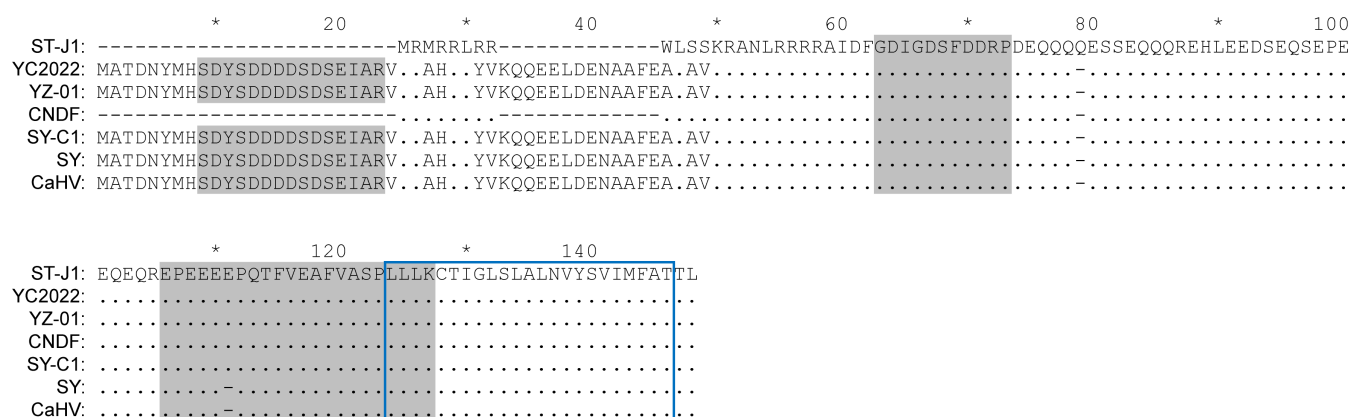 * 20 * 40 * 60 * 80 * 100
ST-J1: ------------------------MRMRRLRR-------------WLSSKRANLRRRRAIDFGDIGDSFDDRPDEQQQQESSEQQQREHLEEDSEQSEPE
YC2022: MATDNYMHSDYSDDDDSDSEIARV..AH..YVKQQEELDENAAFEA.AV.............................-.....................
YZ-01: MATDNYMHSDYSDDDDSDSEIARV..AH..YVKQQEELDENAAFEA.AV.............................-.....................
CNDF: ------------------------........-------------.......................................................
SY-C1: MATDNYMHSDYSDDDDSDSEIARV..AH..YVKQQEELDENAAFEA.AV.............................-.....................
SY: MATDNYMHSDYSDDDDSDSEIARV..AH..YVKQQEELDENAAFEA.AV.............................-.....................
CaHV: MATDNYMHSDYSDDDDSDSEIARV..AH..YVKQQEELDENAAFEA.AV.............................-.....................
* 120 * 140
ST-J1: EQEQREPEEEEPQTFVEAFVASPLLLKCTIGLSLALNVYSVIMFATTL
YC2022: ................................................
YZ-01: ................................................
CNDF: ................................................
SY-C1: ................................................
SY: ..........-.....................................
CaHV: ..........-.....................................